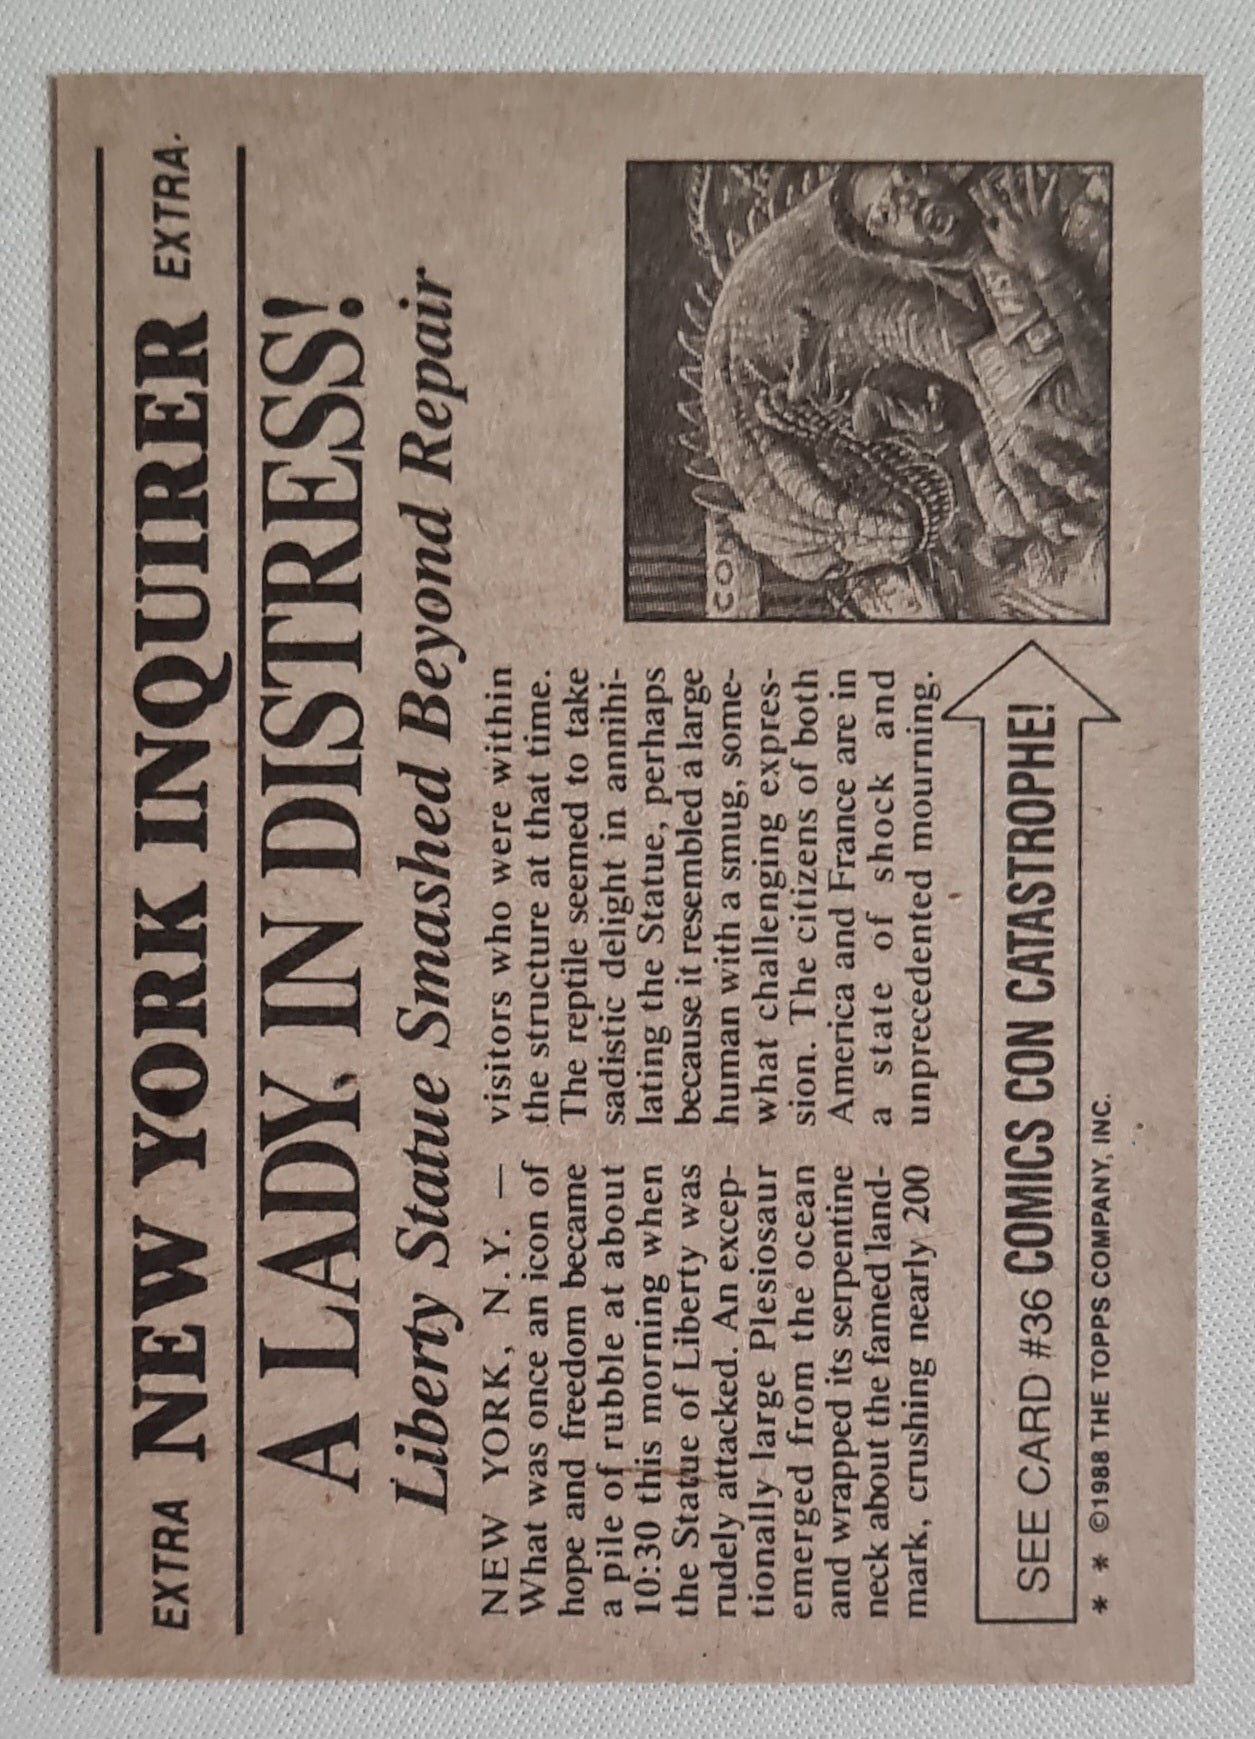 EXTRA NEW YORK INQUIRER EXTRA
A LADY, IN DISTRESS!
Liberty Statue Smashed Beyond Repair
NEW YORK, N.Y. —
What was once an icon of
hope and freedom became
a pile of rubble at about
10:30 this morning when
the Statue of Liberty was
rudely attacked. An excep-
tionally large Plesiosaur
emerged from the ocean
and wrapped its serpentine
neck about the famed land-
mark, crushing nearly 200
visitors who were within
the structure at that time.
The reptile seemed to take
sadistic delight in annihi-
lating the Statue, perhaps
because it resembled a large
human with a smug, some-
what challenging expres-
sion. The citizens of both
America and France are in
a state of shock and
unprecedented mourning.
CON
SEE CARD #36 COMICS CON CATASTROPHE!
* * ©1988 THE TOPPS COMPANY, INC.